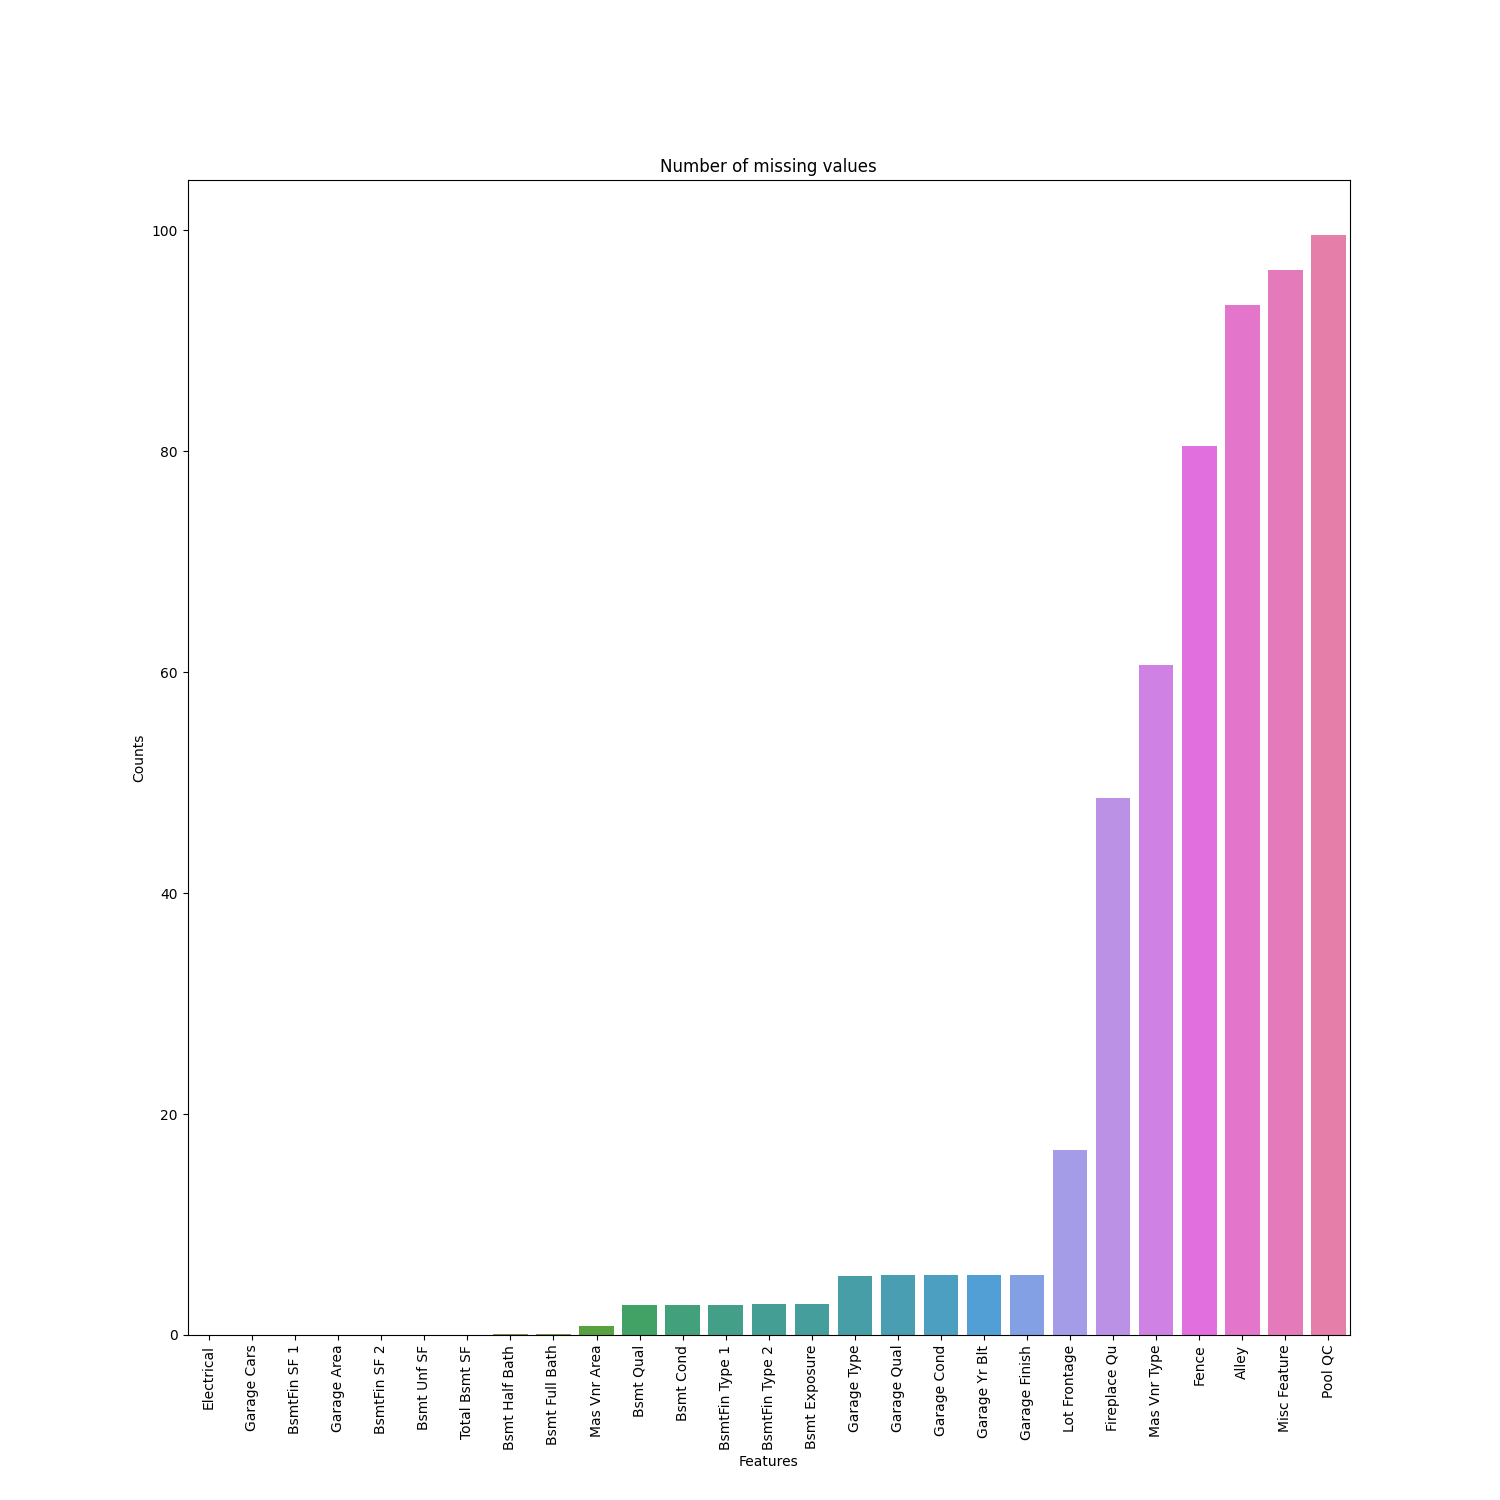 Number of missing values
100
80
60
40
20
0
Counts
Electrical
Garage Cars
BsmtFin SF 1
Garage Area
BsmtFin SF 2
Bsmt Unf SF
Total Bsmt SF
Bsmt Half Bath
Bsmt Full Bath
Mas Vnr Area
Bsmt Qual
Bsmt Cond
BsmtFin Type 1
BsmtFin Type 2
Bsmt Exposure
Garage Type
Garage Qual
Garage Cond
Garage Yr Blt
Garage Finish
Lot Frontage
Fireplace Qu
Mas Vnr Type
Fence
Alley
Misc Feature
Pool QC
Features